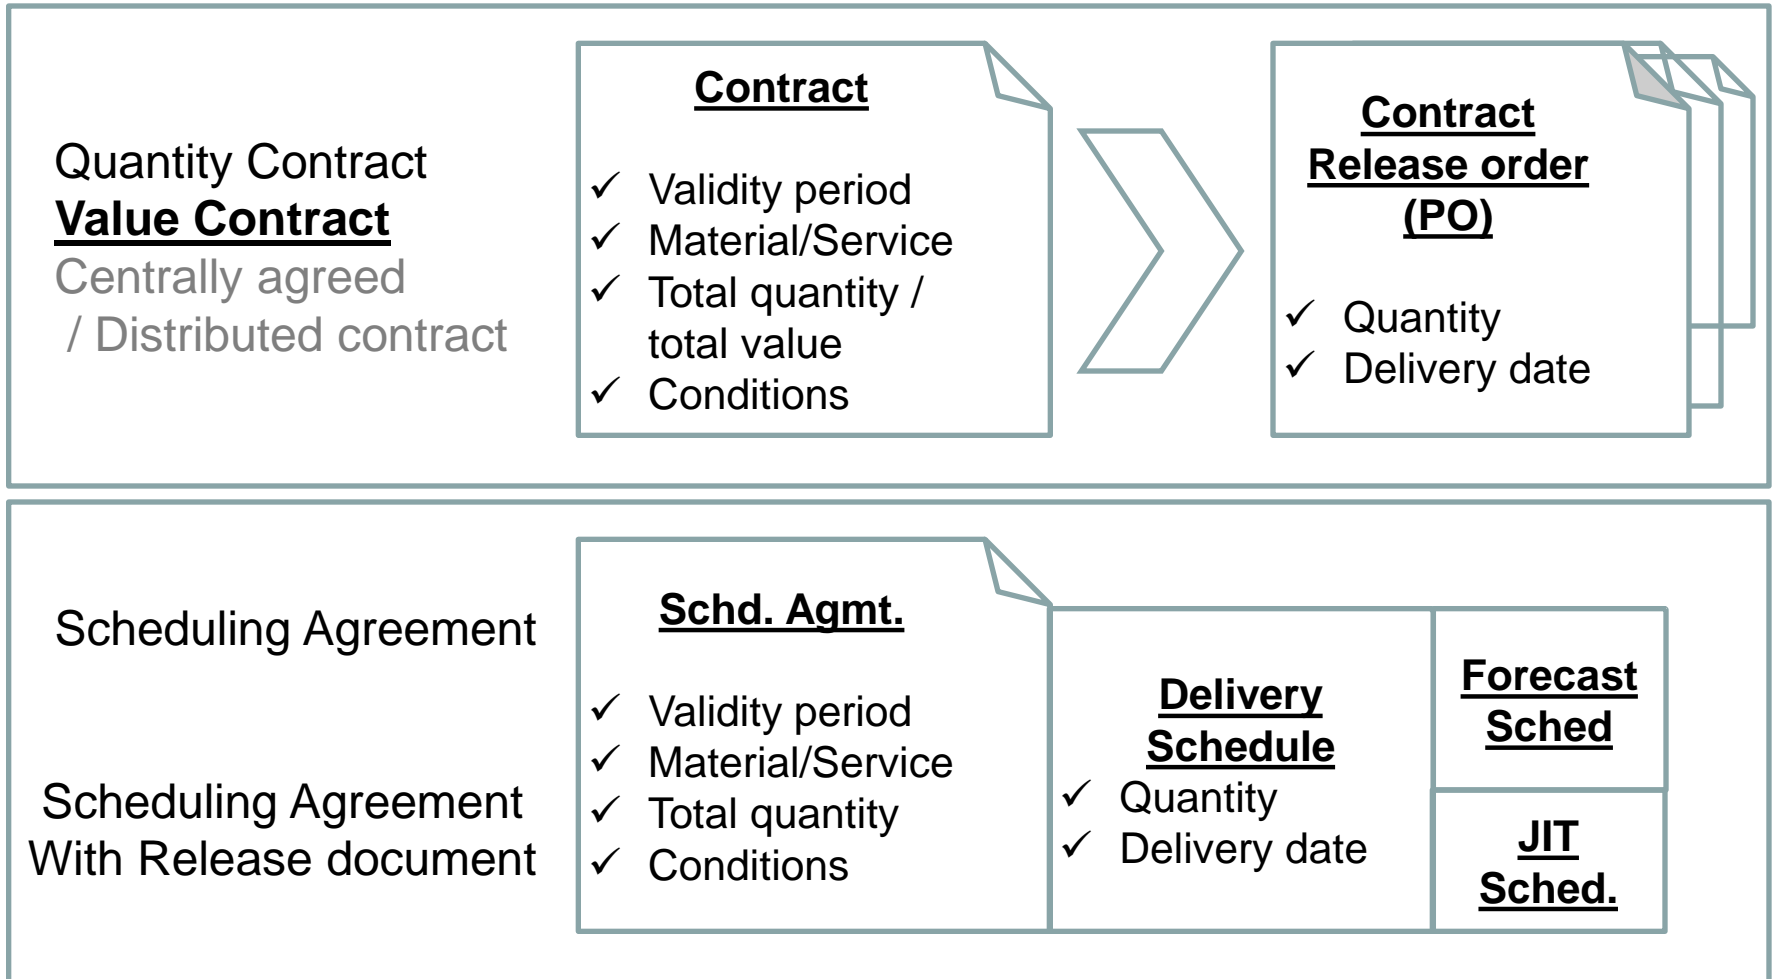 Quantity Contract
Value Contract
Centrally agreed
/ Distributed contract
Contract
✓ Validity period
✓ Material/Service
✓ Total quantity /
total value
✓ Conditions
Contract
Release order
(PO)
✓ Quantity
✓ Delivery date
Scheduling Agreement
Scheduling Agreement
With Release document
Schd. Agmt.
✓ Validity period
✓ Material/Service
✓ Total quantity
✓ Conditions
Delivery
Schedule
✓ Quantity
✓ Delivery date
Forecast
Sched
JIT
Sched.